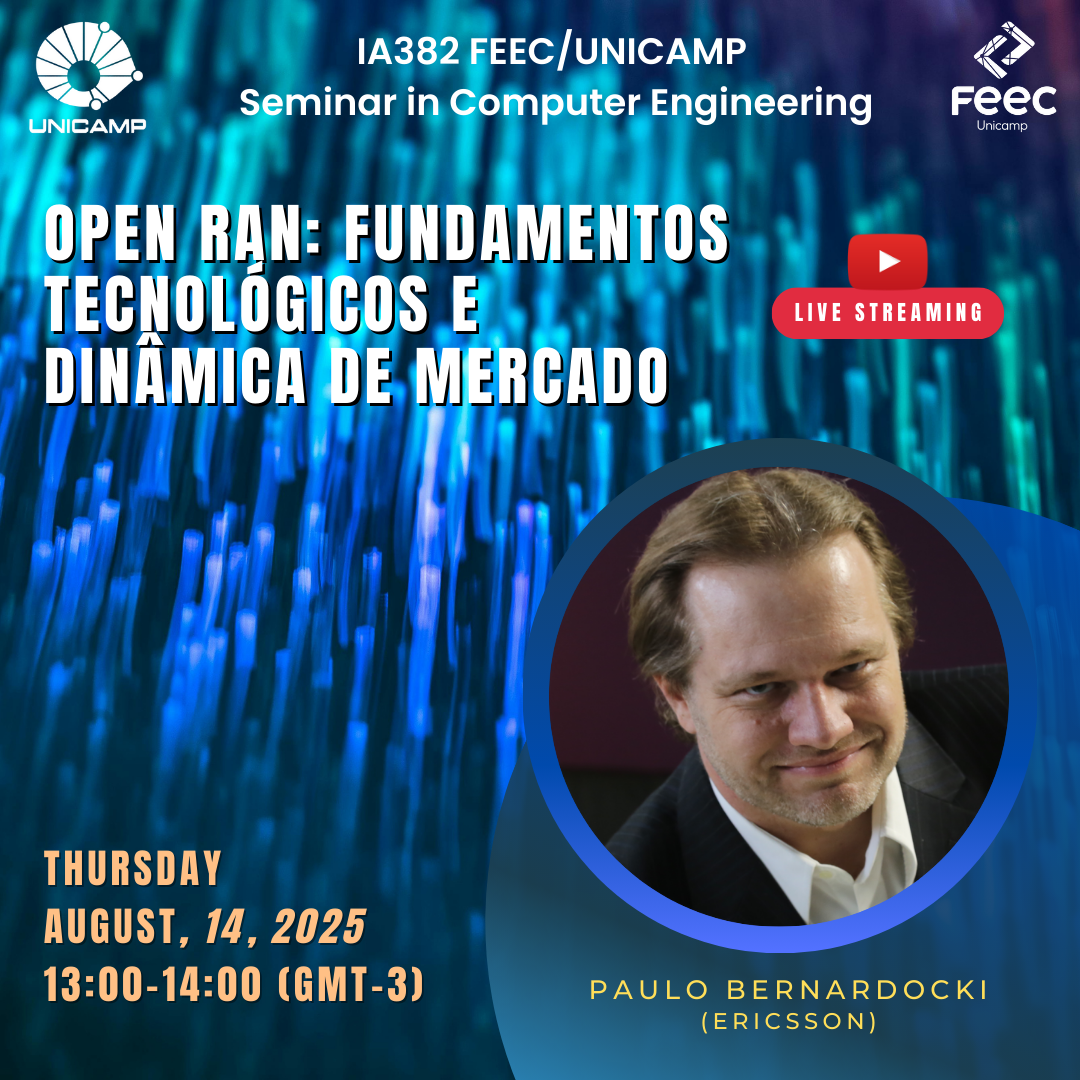 UNICAMP
IA382 FEEC/UNICAMP
Seminar in Computer Engineering
FEEC
Unicamp
OPEN RAN: FUNDAMENTOS
TECNOLÓGICOS E
DINÂMICA DE MERCADO
LIVE STREAMING
THURSDAY
AUGUST, 14, 2025
13:00-14:00 (GMT-3)
PAULO BERNARDOCKI
(ERICSSON)